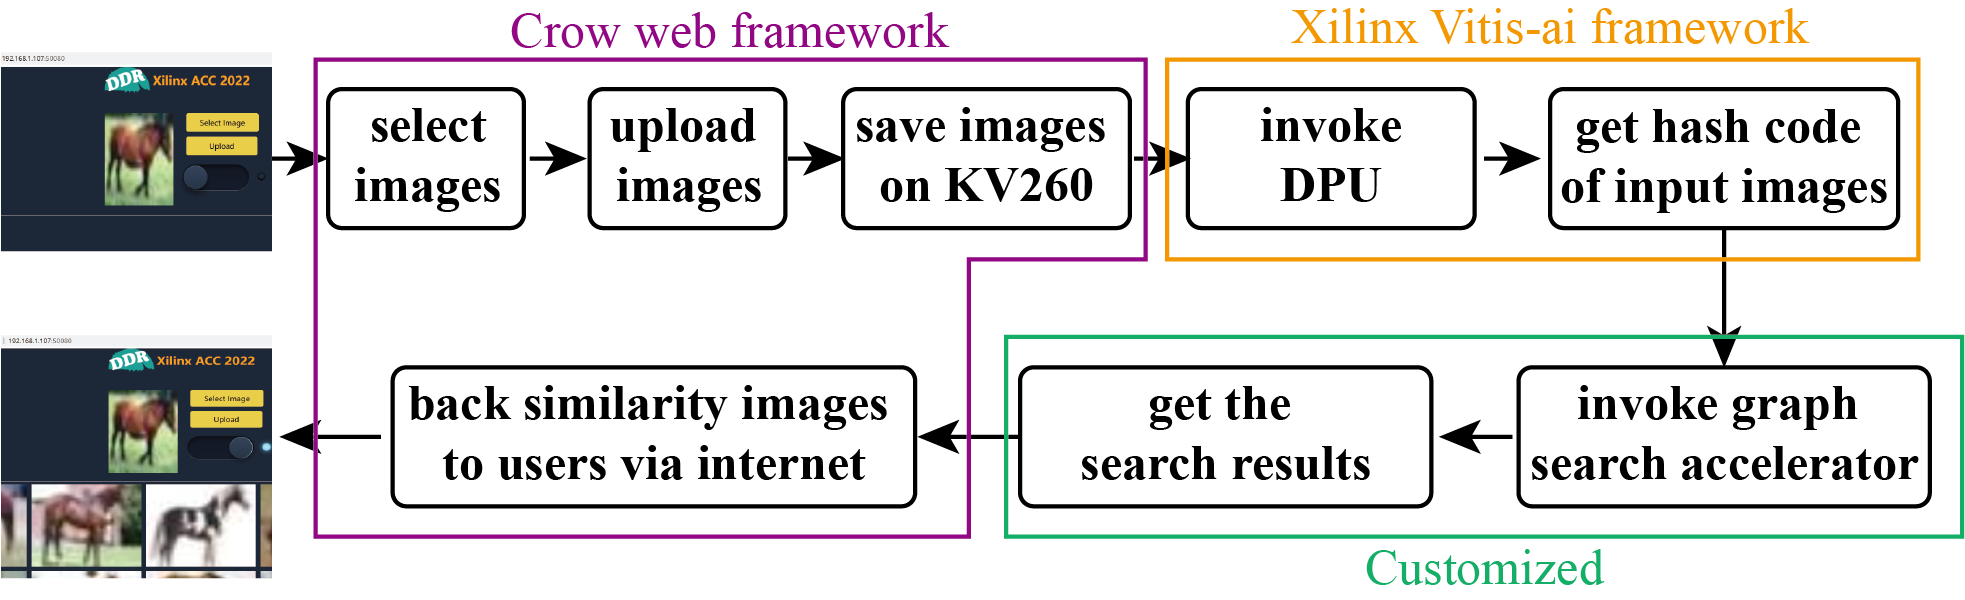 Crow web framework
Xilinx Vitis-ai framework
192.168.1.107:50080
DDR Xilinx ACC 2022
Select Image
Upload
select
images
upload
images
save images
on KV260
invoke
DPU
get hash code
of input images
192.168.1.107:50080
DDR Xilinx ACC 2022
Select Image
Upload
back similarity images
to users via internet
get the
search results
invoke graph
search accelerator
Customized